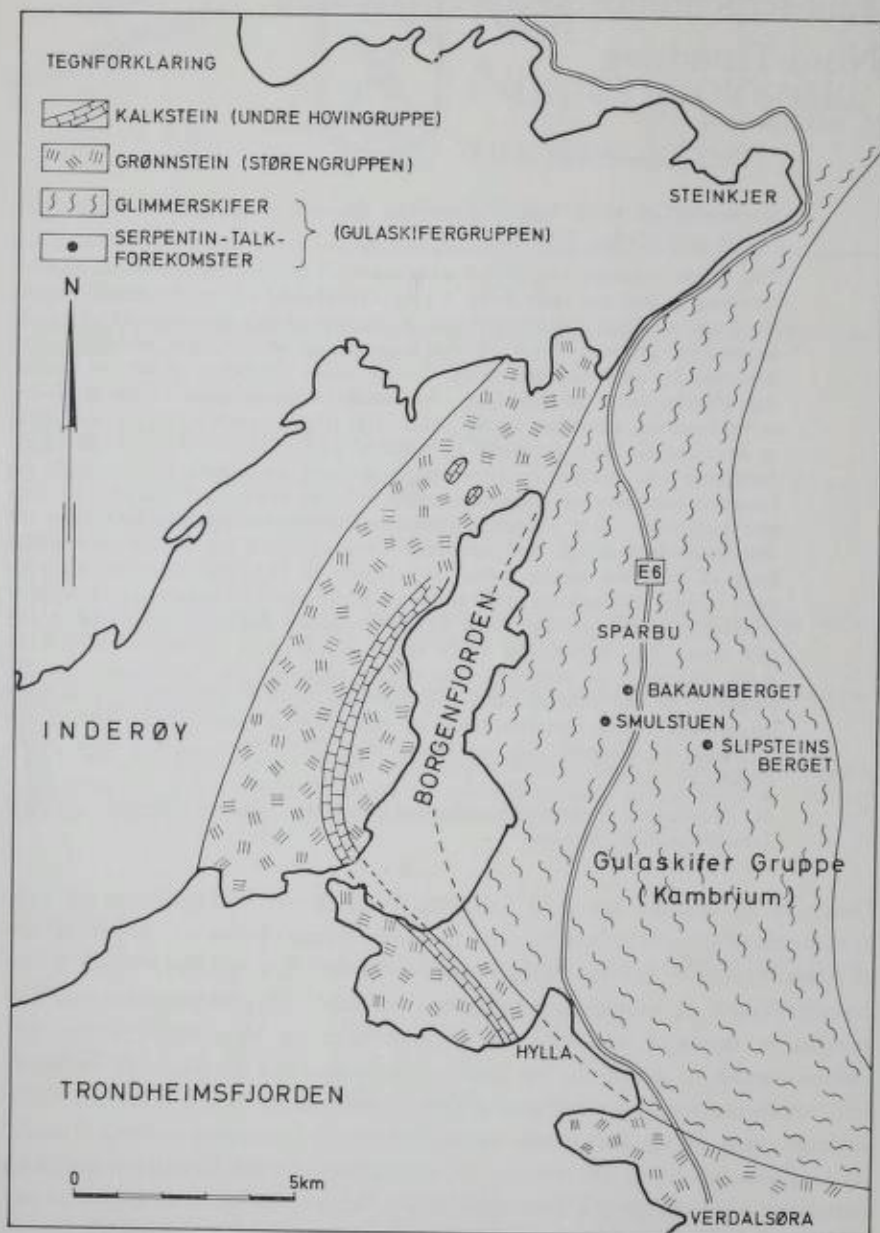 TEGNFORKLARING
KALKSTEIN (UNDRE HOVINGRUPPE)
GRØNNSTEIN (STØRENGRUPPEN)
GLIMMERSKIFER
SERPENTIN-TALK-
FOREKOMSTER
(GULASKIFERGRUPPEN)
N
STEINKJER
E6
SPARBU
BAKAUNBERGET
SMULSTUEN
SLIPSTEINS
BERGET
INDERØY
BORGENFJORDEN
Gulaskifer Gruppe
(Kambrium)
HYLLA
TRONDHEIMSFJORDEN
0 5km
VERDALSØRA